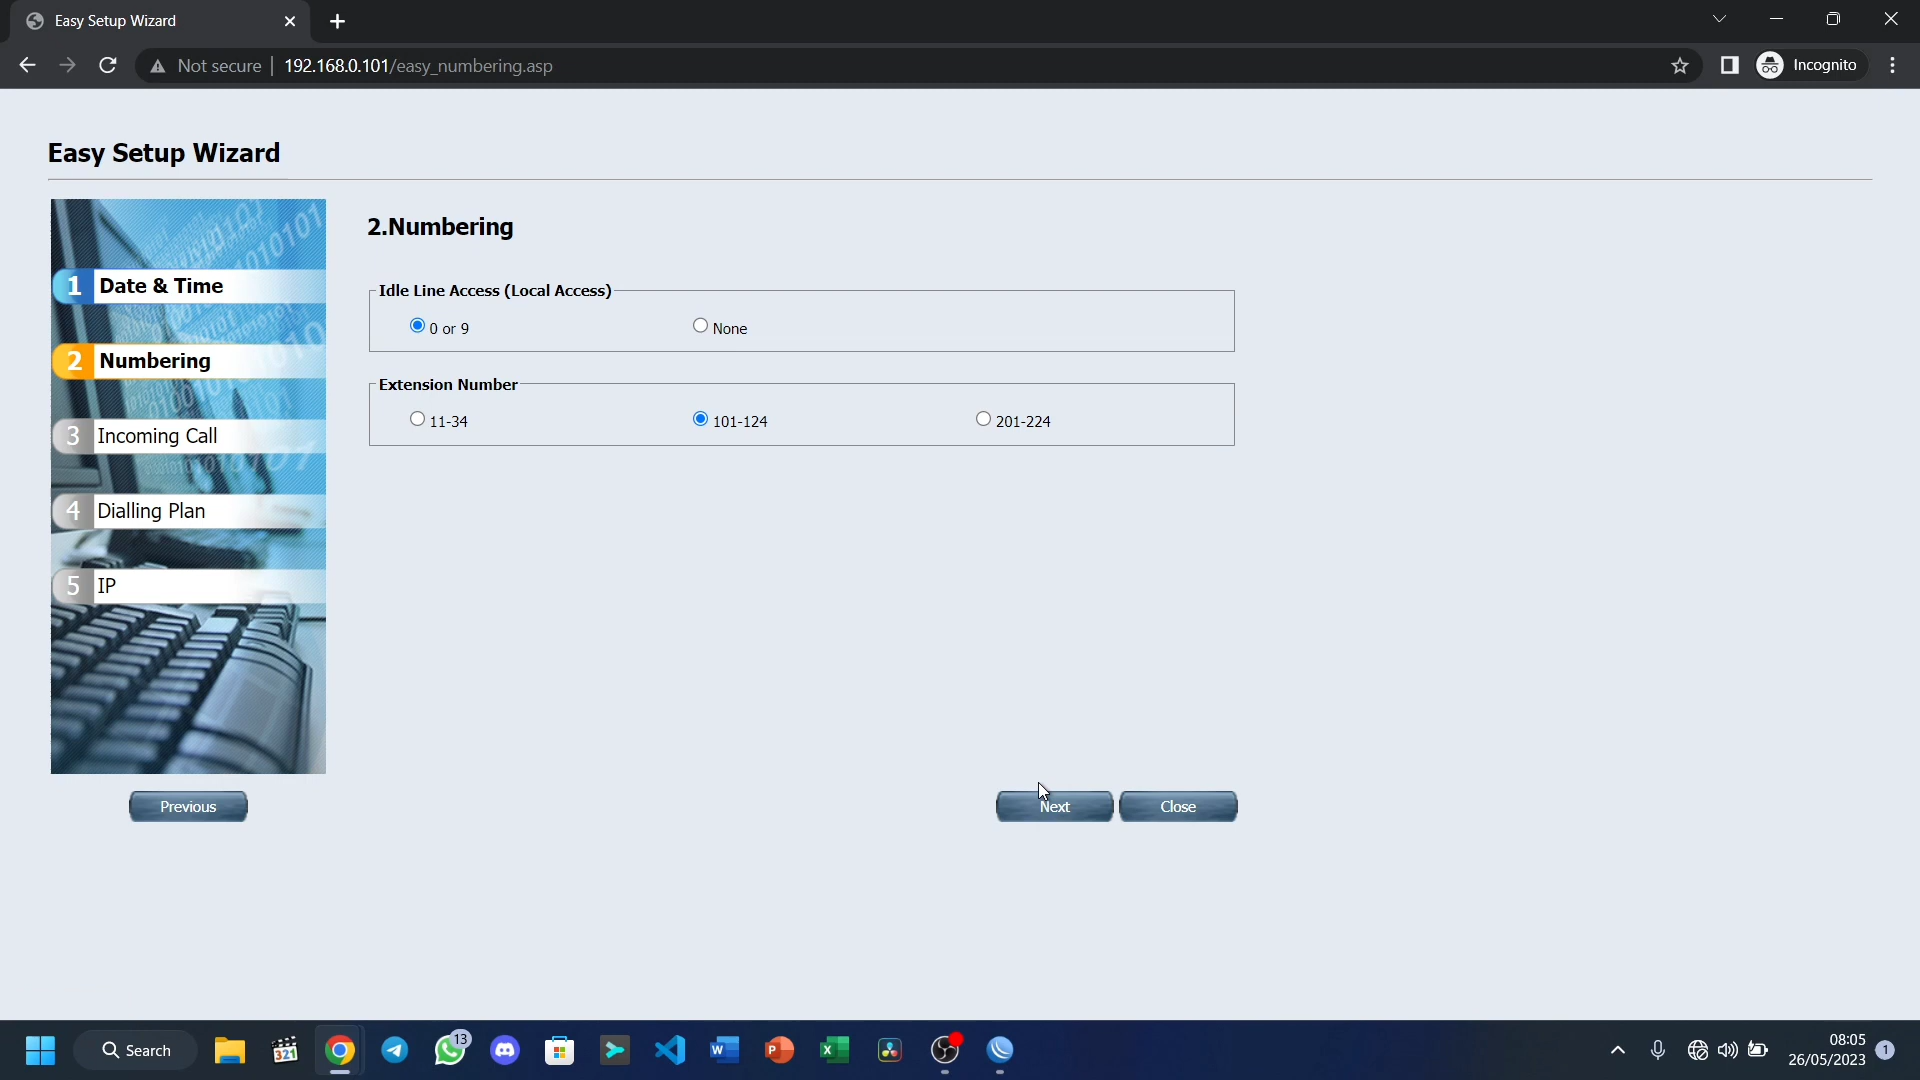 Easy Setup Wizard
Not secure
192.168.0.101/easy_numbering.asp
Incognito
Easy Setup Wizard
2.Numbering
1 Date & Time
2 Numbering
3 Incoming Call
4 Dialling Plan
5 IP
Idle Line Access (Local Access)
0 or 9
None
Extension Number
11-34
101-124
201-224
Previous
Next
Close
Search
321
13
08:05
26/05/2023
1